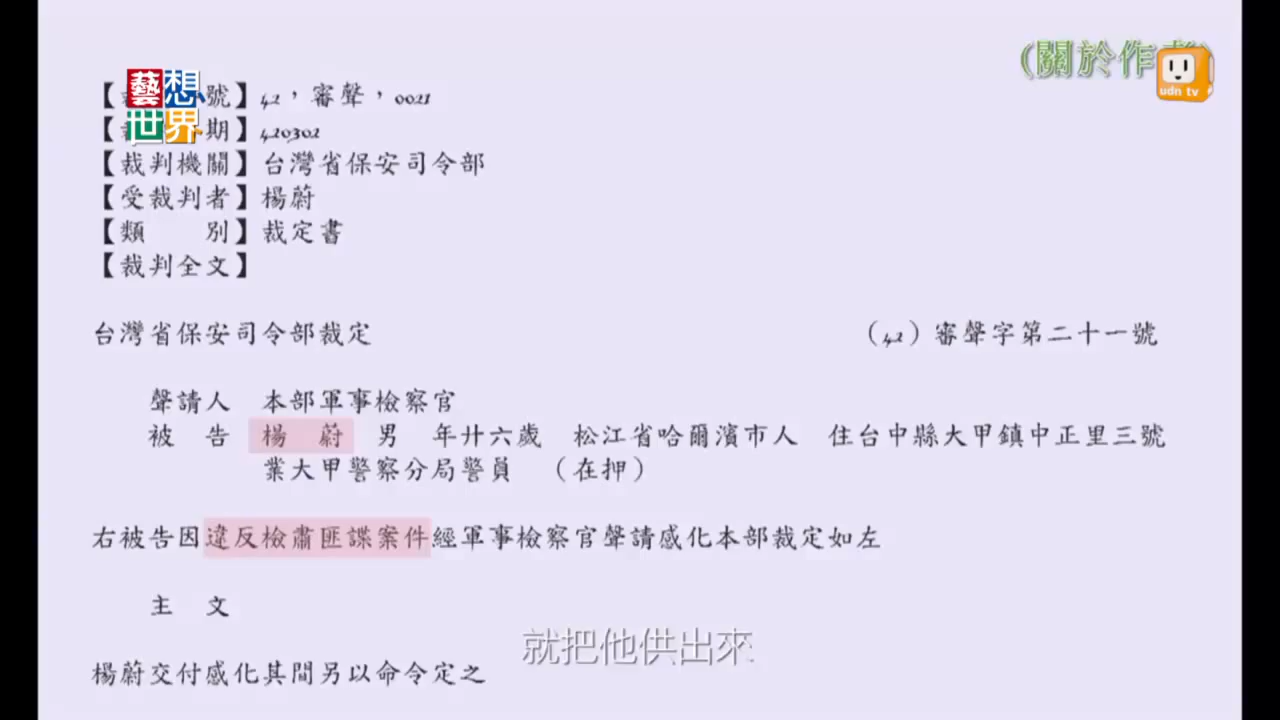 (關於作者)
藝想世界
udn tv
號】42，審聲，0021
期】420302
【裁判機關】台灣省保安司令部
【受裁判者】楊蔚
【類　　別】裁定書
【裁判全文】
台灣省保安司令部裁定　（42）審聲字第二十一號
聲請人　本部軍事檢察官
被　告　楊　蔚　男　年廿六歲　松江省哈爾濱市人　住台中縣大甲鎮中正里三號
業大甲警察分局警員　（在押）
右被告因違反檢肅匪諜案件經軍事檢察官聲請感化本部裁定如左
主　文
就把他供出來
楊蔚交付感化其間另以命令定之